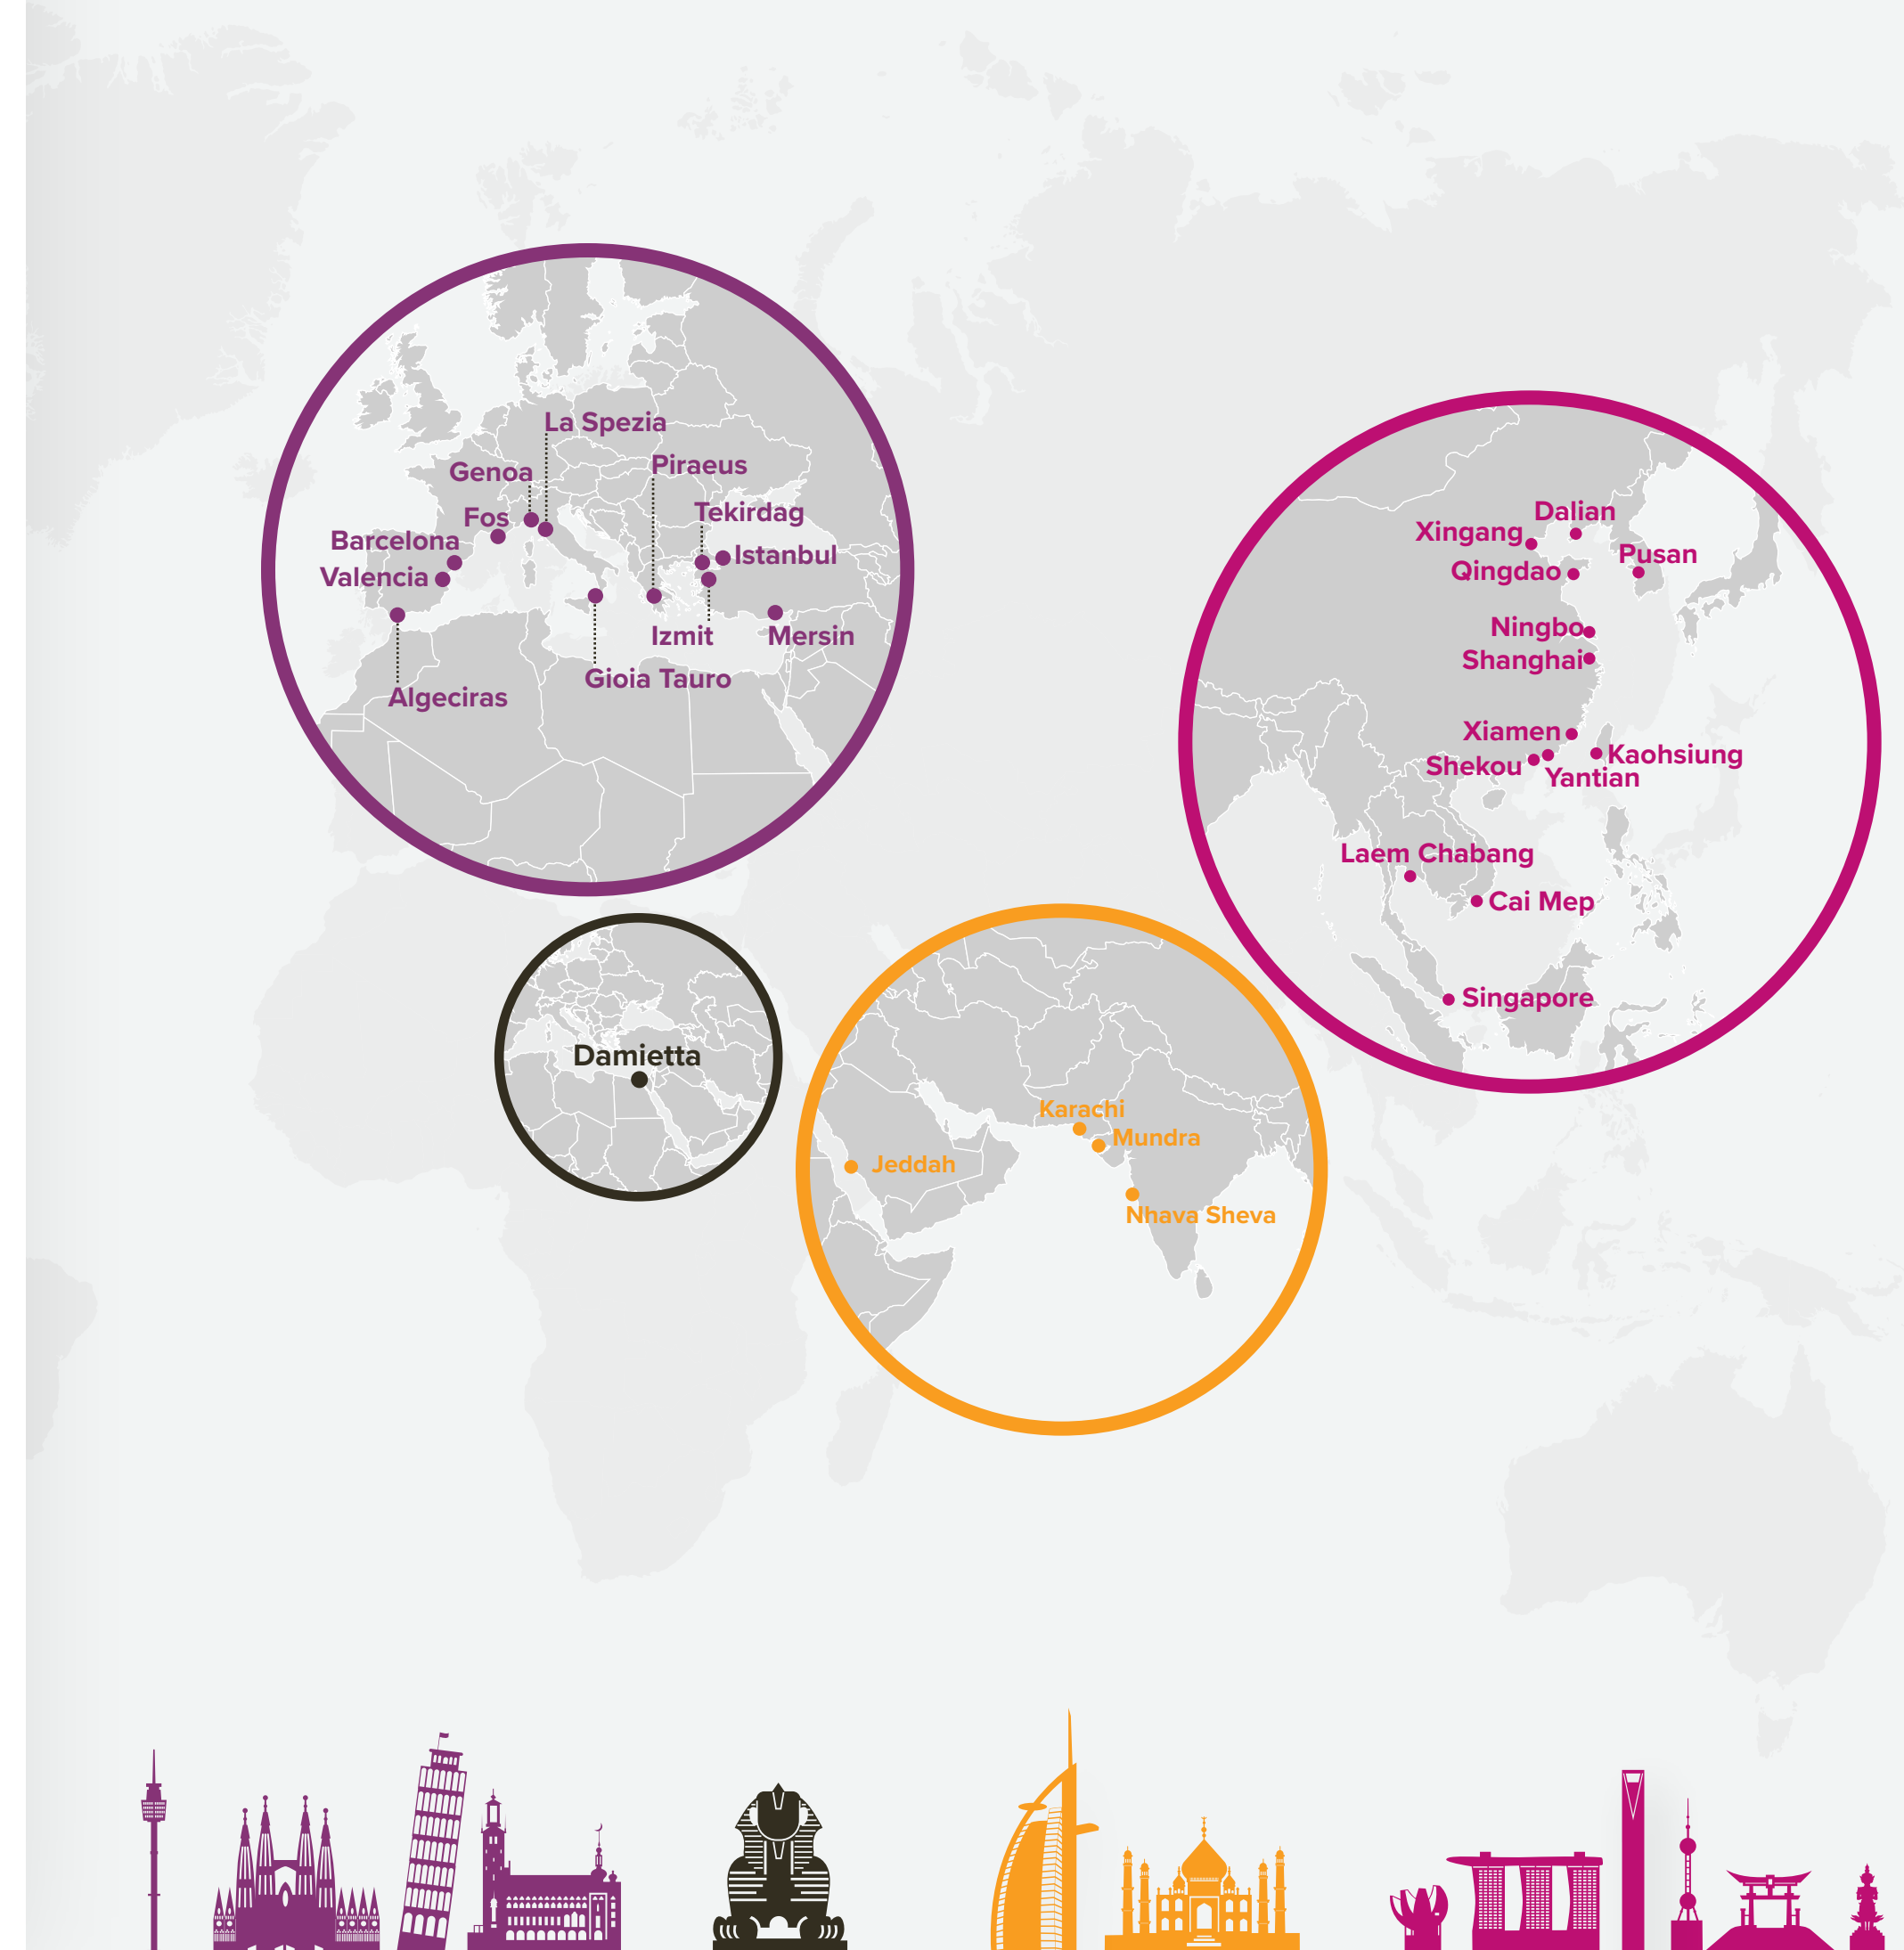 La Spezia
Genoa
Piraeus
Fos
Tekirdag
Barcelona
Istanbul
Valencia
Izmit
Mersin
Gioia Tauro
Algeciras
Dalian
Xingang
Pusan
Qingdao
Ningbo
Shanghai
Xiamen
Kaohsiung
Shekou
Yantian
Laem Chabang
Cai Mep
Singapore
Damietta
Karachi
Mundra
Jeddah
Nhava Sheva